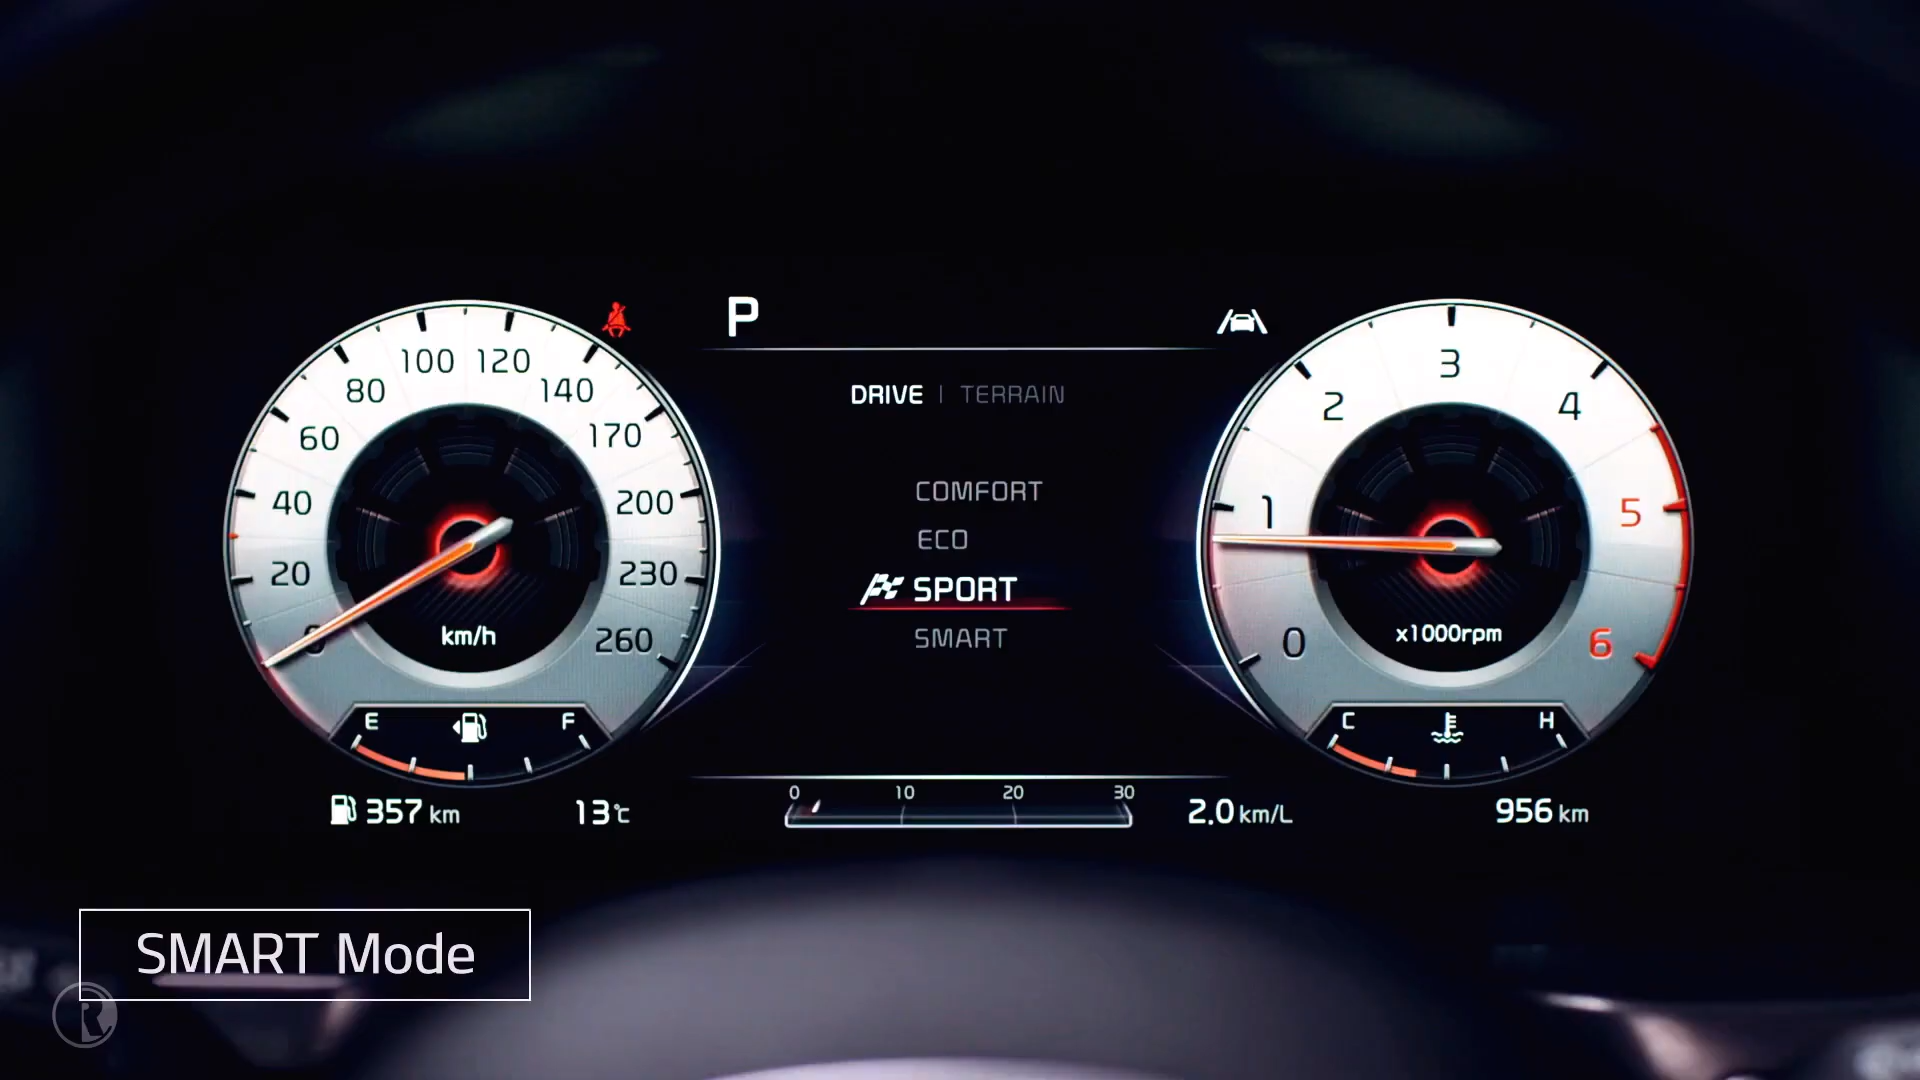 P
DRIVE | TERRAIN
COMFORT
ECO
SPORT
SMART
0
20
40
60
80
100
120
140
170
200
230
260
km/h
E
F
0
1
2
3
4
5
6
x1000rpm
C
H
357 km
13℃
0 10 20 30
2.0 km/L
956 km
SMART Mode
R